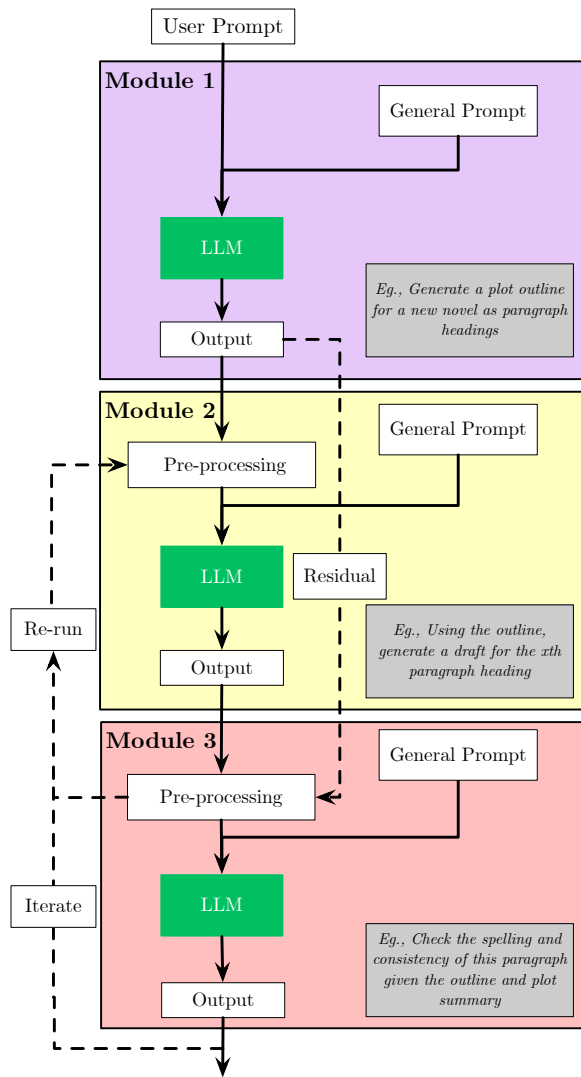 User Prompt
Module 1
General Prompt
LLM
Eg., Generate a plot outline
for a new novel as paragraph
headings
Output
Module 2
General Prompt
Pre-processing
LLM
Residual
Eg., Using the outline,
generate a draft for the xth
paragraph heading
Re-run
Output
Module 3
General Prompt
Pre-processing
LLM
Iterate
Eg., Check the spelling and
consistency of this paragraph
given the outline and plot
summary
Output